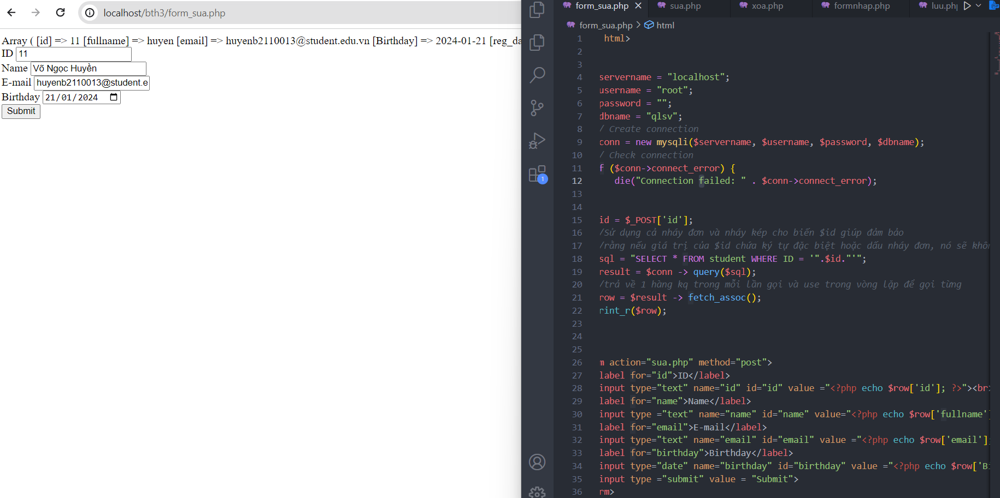 localhost/bth3/form_sua.php
Array ( [id] => 11 [fullname] => huyen [email] => huyenb2110013@student.edu.vn [Birthday] => 2024-01-21 [reg_da
ID 11
Name Võ Ngọc Huyền
E-mail huyenb2110013@student.e
Birthday 21/01/2024
Submit
form_sua.php sua.php xoa.php formnhap.php luu.ph
form_sua.php > html
1 html>
2
3
4 servername = "localhost";
5 username = "root";
6 password = "";
7 dbname = "qlsv";
8 / Create connection
9 conn = new mysqli($servername, $username, $password, $dbname);
10 / Check connection
11 f ($conn->connect_error) {
12 die("Connection failed: " . $conn->connect_error);
13
14
15 id = $_POST['id'];
16 /Sử dụng cả nháy đơn và nháy kép cho biến $id giúp đảm bảo
17 /rằng nếu giá trị của $id chứa ký tự đặc biệt hoặc dấu nháy đơn, nó sẽ khôn
18 sql = "SELECT * FROM student WHERE ID = '".$id."'";
19 result = $conn -> query($sql);
20 /trả về 1 hàng kq trong mỗi lần gọi và use trong vòng lặp để gọi từng
21 row = $result -> fetch_assoc();
22 rint_r($row);
23
24
25
26 m action="sua.php" method="post">
27 label for="id">ID</label>
28 input type="text" name="id" id="id" value ="<?php echo $row['id']; ?>"><br>
29 label for="name">Name</label>
30 input type ="text" name="name" id="name" value="<?php echo $row['fullname']
31 label for="email">E-mail</label>
32 input type="text" name="email" id="email" value ="<?php echo $row['email'];
33 label for="birthday">Birthday</label>
34 input type="date" name="birthday" id="birthday" value ="<?php echo $row['Bi
35 input type ="submit" value = "Submit">
36 rm>
1